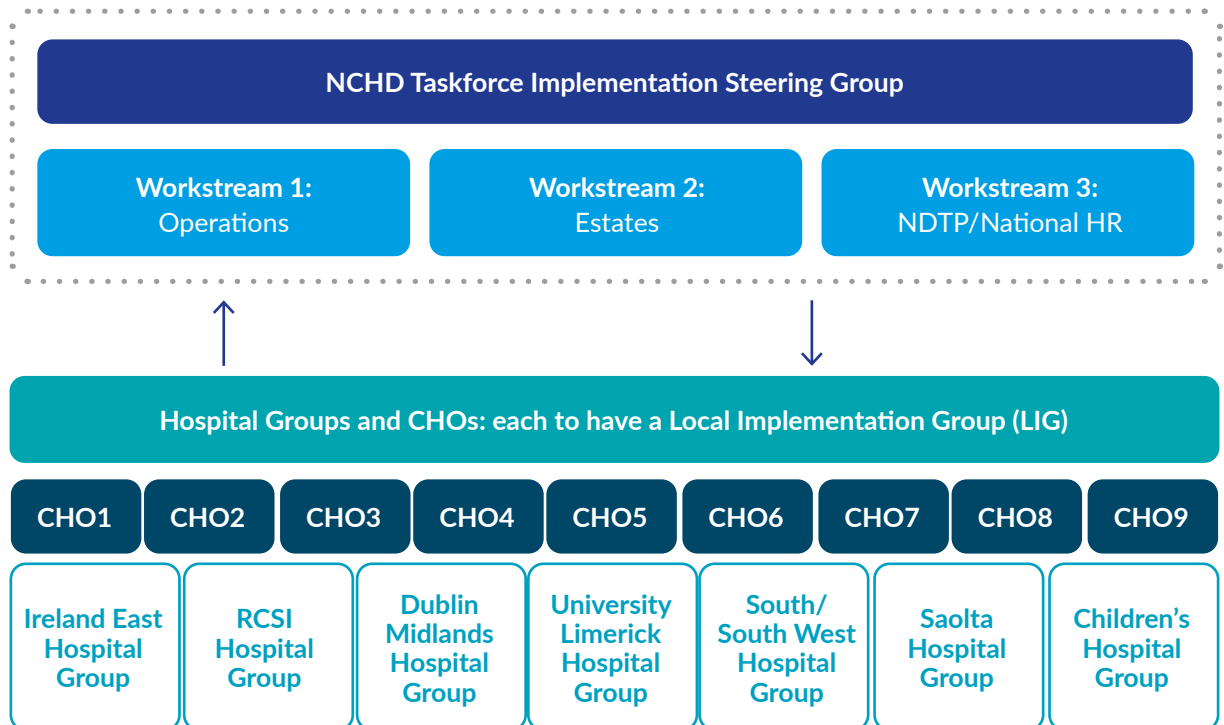 NCHD Taskforce Implementation Steering Group
Workstream 1:
Operations
Workstream 2:
Estates
Workstream 3:
NDTP/National HR
Hospital Groups and CHOs: each to have a Local Implementation Group (LIG)
CHO1
CHO2
CHO3
CHO4
CHO5
CHO6
CHO7
CHO8
CHO9
Ireland East
Hospital
Group
RCSI
Hospital
Group
Dublin
Midlands
Hospital
Group
University
Limerick
Hospital
Group
South/
South West
Hospital
Group
Saolta
Hospital
Group
Children’s
Hospital
Group